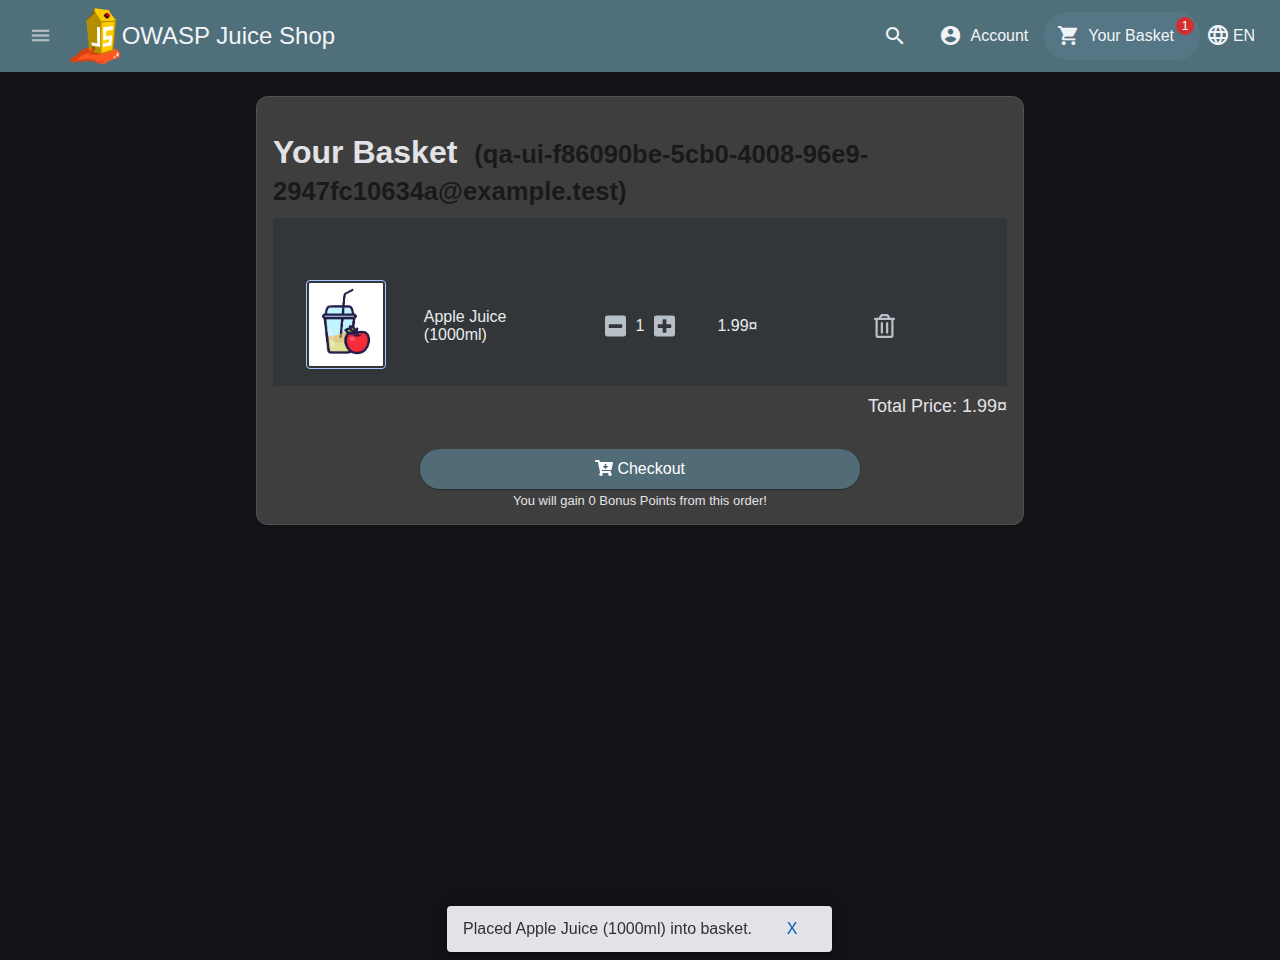 OWASP Juice Shop
Account
Your Basket
1
EN
Your Basket (qa-ui-f86090be-5cb0-4008-96e9-
2947fc10634a@example.test)
Apple Juice
(1000ml)
1
1.99¤
Total Price: 1.99¤
Checkout
You will gain 0 Bonus Points from this order!
Placed Apple Juice (1000ml) into basket.
X